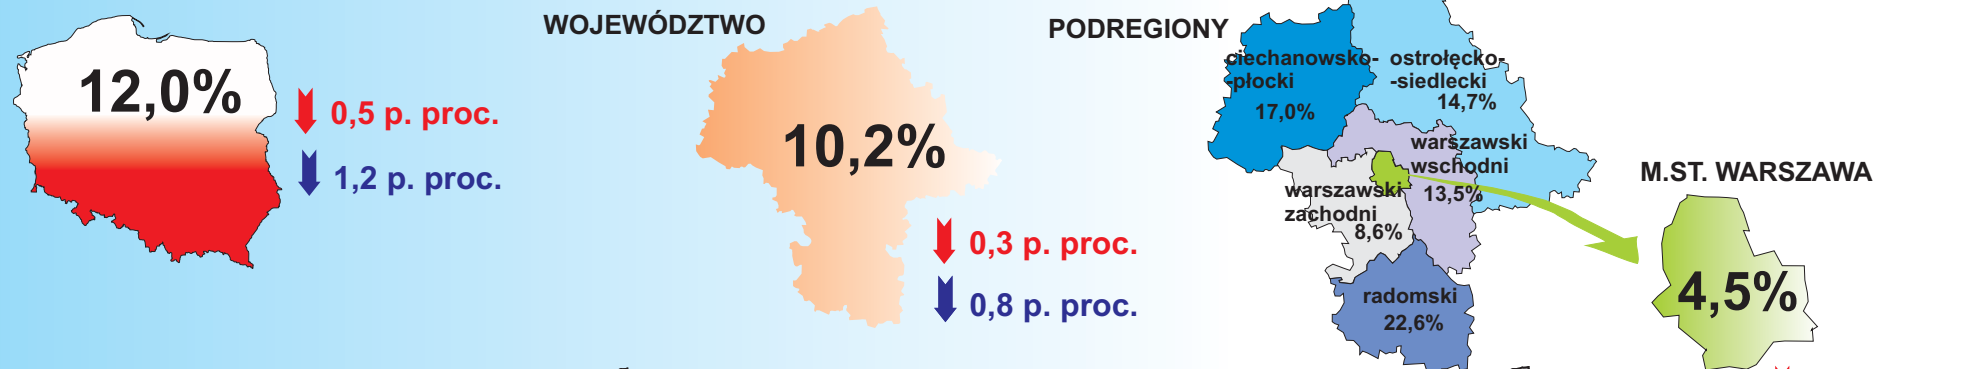 12,0%
0,5 p. proc.
1,2 p. proc.
WOJEWÓDZTWO
10,2%
0,3 p. proc.
0,8 p. proc.
PODREGIONY
ciechanowsko-
-płocki
17,0%
ostrołęcko-
-siedlecki
14,7%
warszawski
wschodni
13,5%
warszawski
zachodni
8,6%
radomski
22,6%
M.ST. WARSZAWA
4,5%